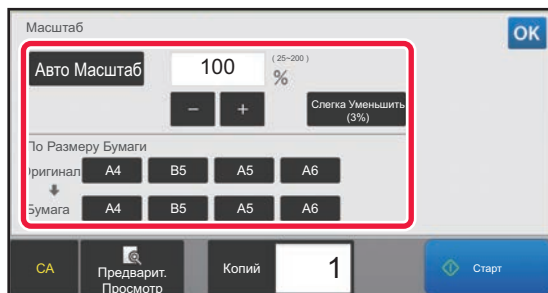 Масштаб
OK
Авто Масштаб
100
(25~200)
%
−
+
Слегка Уменьшить
(3%)
По Размеру Бумаги
Оригинал
A4 B5 A5 A6
Бумага
A4 B5 A5 A6
CA
Предварит.
Просмотр
Копий
1
Старт